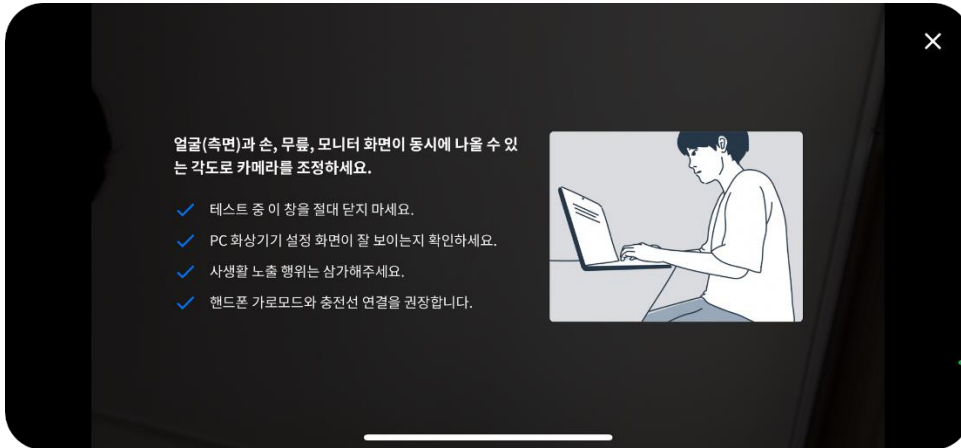 얼굴(측면)과 손, 무릎, 모니터 화면이 동시에 나올 수 있
는 각도로 카메라를 조정하세요.
테스트 중 이 창을 절대 닫지 마세요.
PC 화상기기 설정 화면이 잘 보이는지 확인하세요.
사생활 노출 행위는 삼가해주세요.
핸드폰 가로모드와 충전선 연결을 권장합니다.